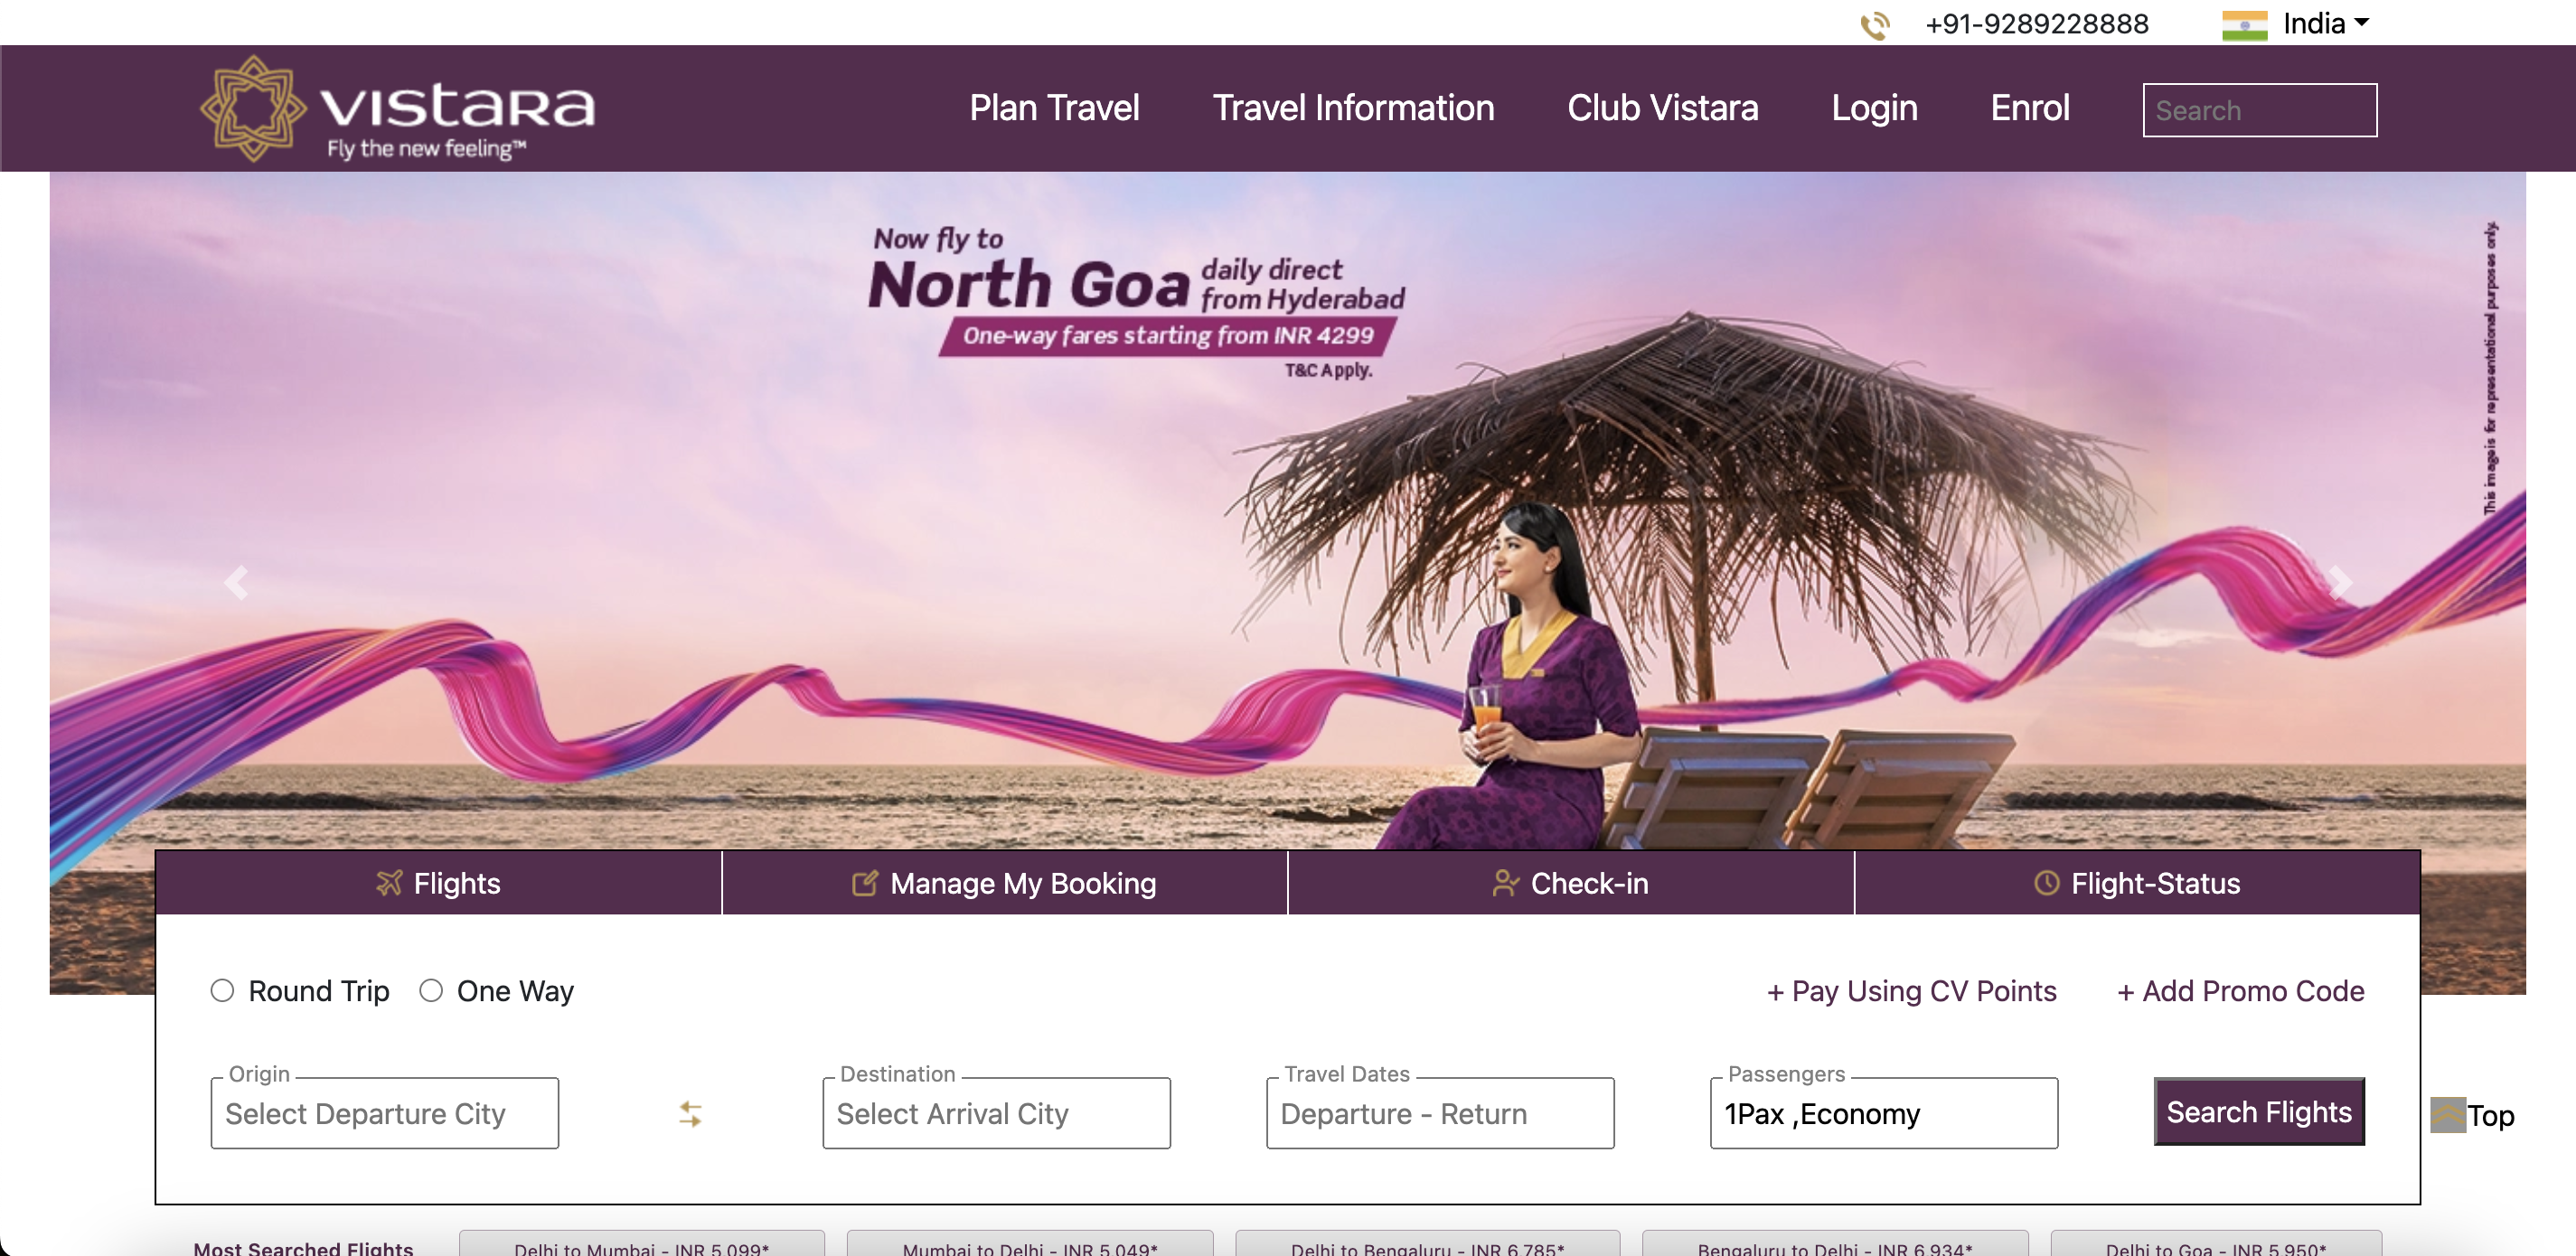 +91-9289228888
India
VISTARA
Fly the new feeling™
Plan Travel
Travel Information
Club Vistara
Login
Enrol
Search
Now fly to
North Goa daily direct
from Hyderabad
One-way fares starting from INR 4299
T&C Apply.
This image is for representational purposes only.
Flights
Manage My Booking
Check-in
Flight-Status
Round Trip
One Way
+ Pay Using CV Points
+ Add Promo Code
Origin
Select Departure City
Destination
Select Arrival City
Travel Dates
Departure - Return
Passengers
1Pax ,Economy
Search Flights
Top
Most Searched Flights
Delhi to Mumbai - INR 5,099*
Mumbai to Delhi - INR 5,049*
Delhi to Bengaluru - INR 6,785*
Bengaluru to Delhi - INR 6,934*
Delhi to Goa - INR 5,950*